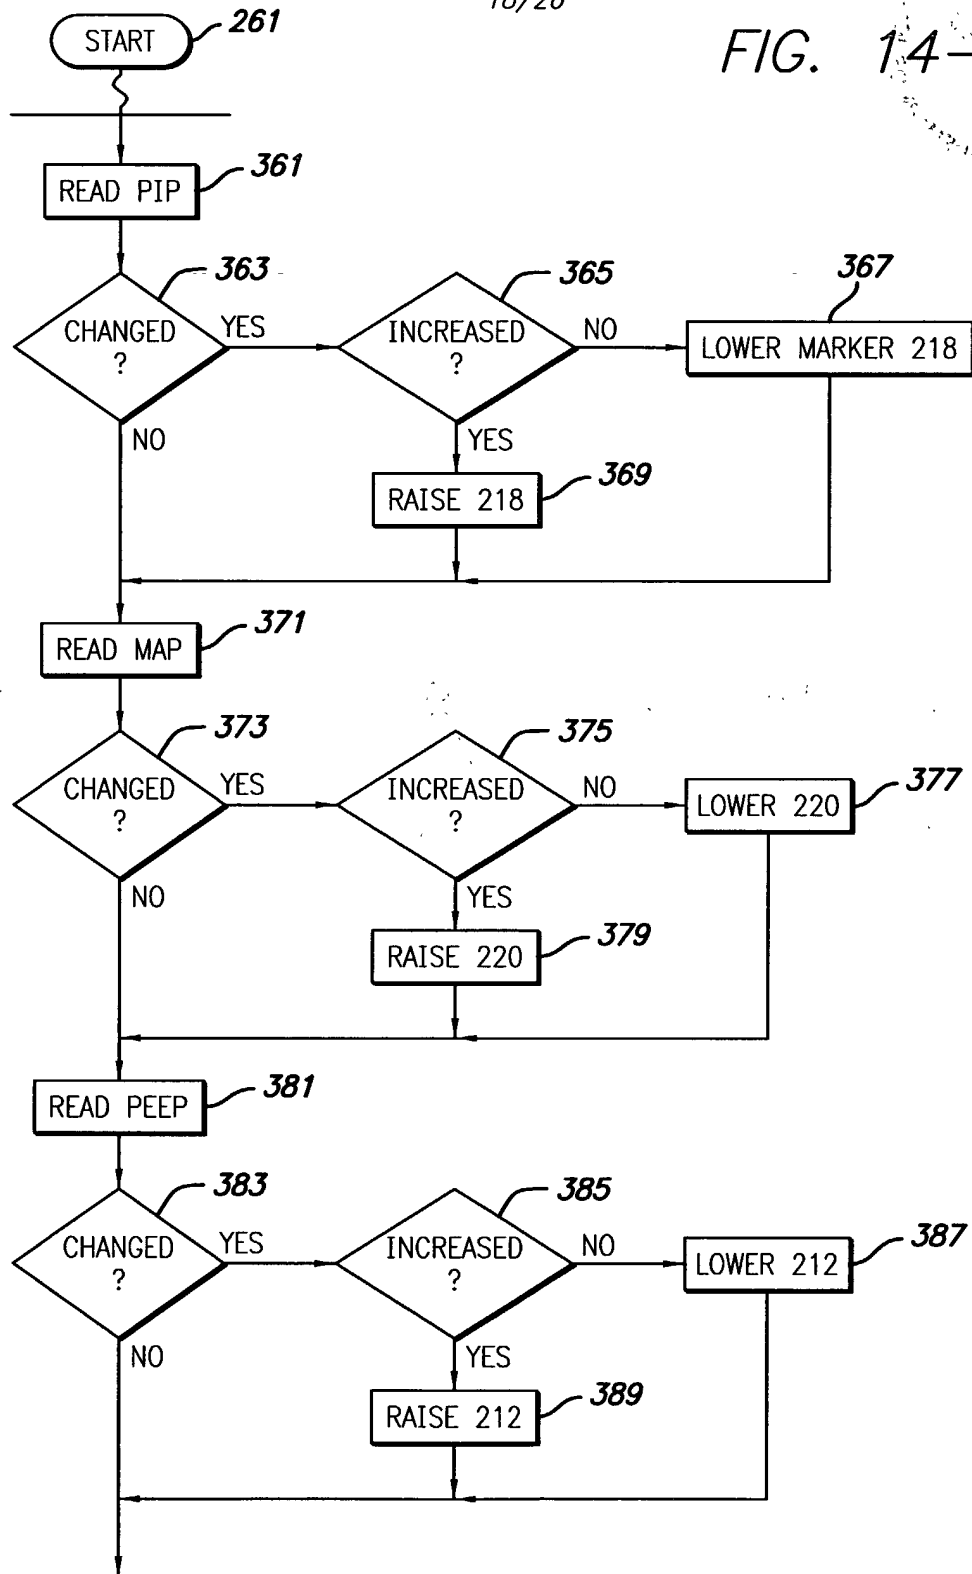 18/26
START
261
FIG. 14-
READ PIP
361
CHANGED
?
363
YES
NO
INCREASED
?
365
NO
YES
367
LOWER MARKER 218
RAISE 218
369
READ MAP
371
CHANGED
?
373
YES
NO
INCREASED
?
375
NO
YES
LOWER 220
377
RAISE 220
379
READ PEEP
381
CHANGED
?
383
YES
NO
INCREASED
?
385
NO
YES
LOWER 212
387
RAISE 212
389